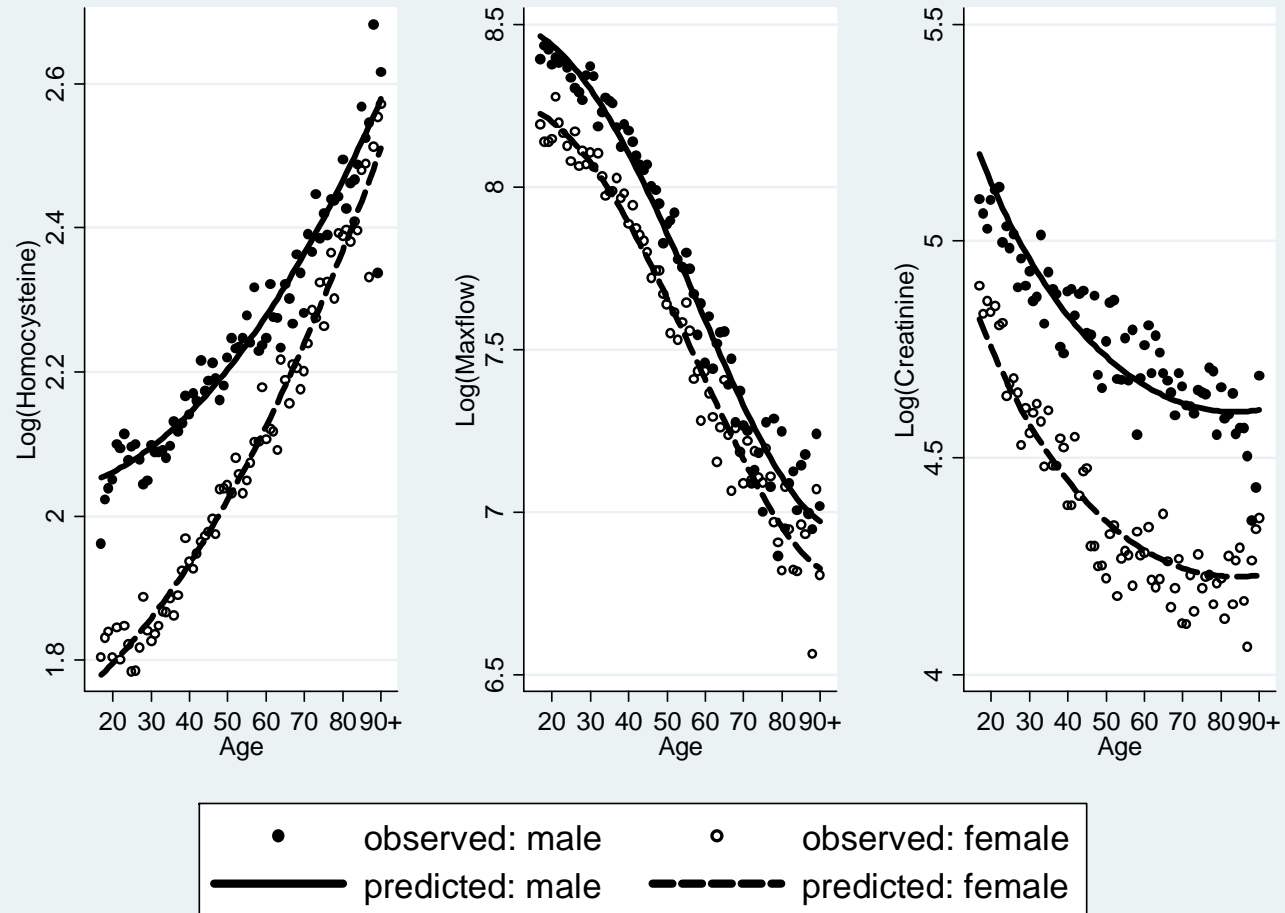 Log(Homocysteine)
2.6
2.4
2.2
2
1.8
20 30 40 50 60 70 80 90+
Age
Log(Maxflow)
8.5
8
7.5
7
6.5
20 30 40 50 60 70 80 90+
Age
Log(Creatinine)
5.5
5
4.5
4
20 30 40 50 60 70 80 90+
Age
observed: male
observed: female
predicted: male
predicted: female